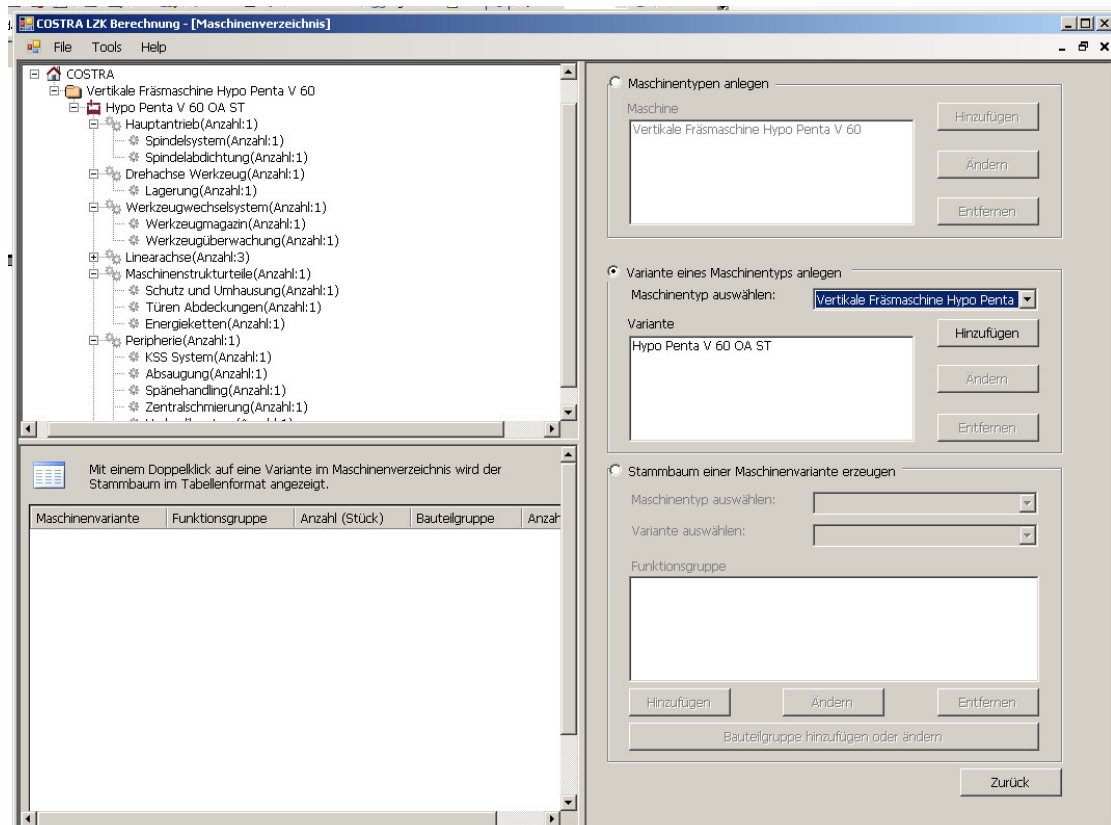 COSTRA LZK Berechnung - [Maschinenverzeichnis]
File Tools Help
COSTRA
Vertikale Fräsmaschine Hypo Penta V 60
Hypo Penta V 60 OA ST
Hauptantrieb(Anzahl:1)
Spindelsystem(Anzahl:1)
Spindelabdichtung(Anzahl:1)
Drehachse Werkzeug(Anzahl:1)
Lagerung(Anzahl:1)
Werkzeugwechselsystem(Anzahl:1)
Werkzeugmagazin(Anzahl:1)
Werkzeugüberwachung(Anzahl:1)
Linearachse(Anzahl:3)
Maschinenstrukturteile(Anzahl:1)
Schutz und Umhausung(Anzahl:1)
Türen Abdeckungen(Anzahl:1)
Energieketten(Anzahl:1)
Peripherie(Anzahl:1)
KSS System(Anzahl:1)
Absaugung(Anzahl:1)
Spänehandling(Anzahl:1)
Zentralschmierung(Anzahl:1)
Mit einem Doppelklick auf eine Variante im Maschinenverzeichnis wird der
Stammbaum im Tabellenformat angezeigt.
Maschinenvariante Funktionsgruppe Anzahl (Stück) Bauteilgruppe Anzah
Maschinentypen anlegen
Maschine
Vertikale Fräsmaschine Hypo Penta V 60
Hinzufügen
Ändern
Entfernen
Variante eines Maschinentyps anlegen
Maschinentyp auswählen: Vertikale Fräsmaschine Hypo Penta
Variante
Hypo Penta V 60 OA ST
Hinzufügen
Ändern
Entfernen
Stammbaum einer Maschinenvariante erzeugen
Maschinentyp auswählen:
Variante auswählen:
Funktionsgruppe
Hinzufügen Ändern Entfernen
Bauteilgruppe hinzufügen oder ändern
Zurück